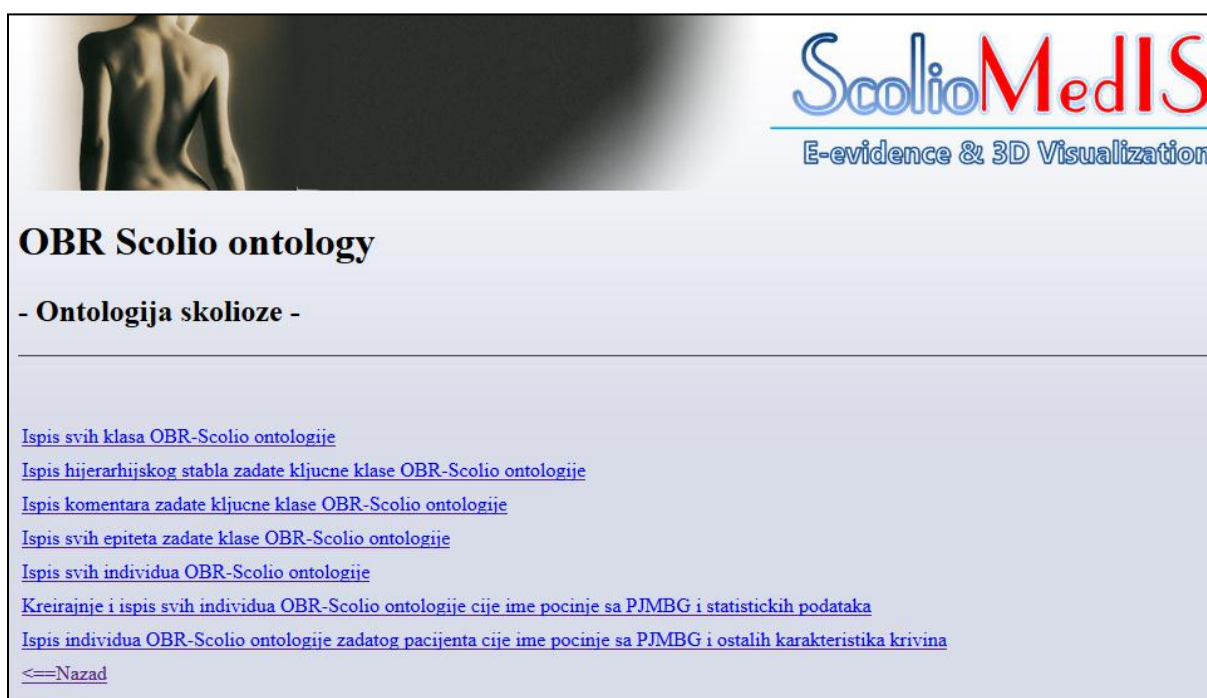 ScolioMedIS
E-evidence & 3D Visualization
OBR Scolio ontology
- Ontologija skolioze -
Ispis svih klasa OBR-Scolio ontologije
Ispis hijerarhijskog stabla zadate kljucne klase OBR-Scolio ontologije
Ispis komentara zadate kljucne klase OBR-Scolio ontologije
Ispis svih epiteta zadate klase OBR-Scolio ontologije
Ispis svih individua OBR-Scolio ontologije
Kreirajnje i ispis svih individua OBR-Scolio ontologije cije ime pocinje sa PJMBG i statistickih podataka
Ispis individua OBR-Scolio ontologije zadatog pacijenta cije ime pocinje sa PJMBG i ostalih karakteristika krivina
<==Nazad